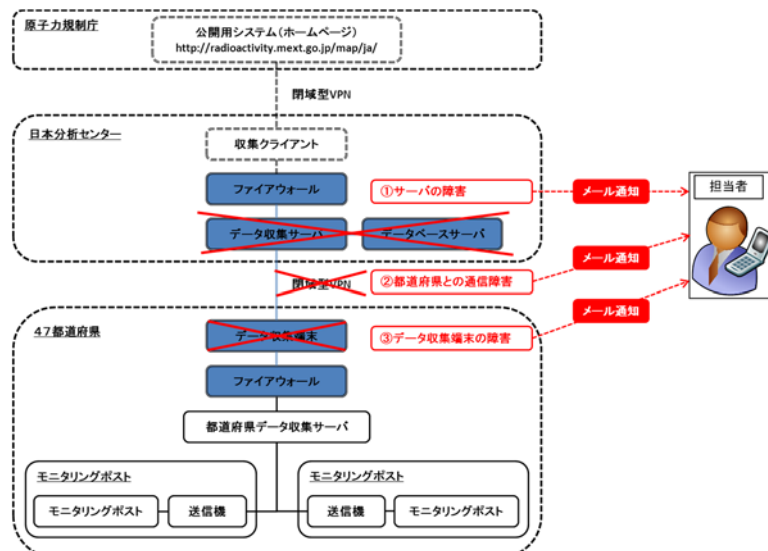 原子力規制庁
公開用システム(ホームページ)
http://radioactivity.mext.go.jp/map/ja/
閉域型VPN
日本分析センター
収集クライアント
ファイアウォール
①サーバの障害
メール通知
担当者
データ収集サーバ
データベースサーバ
メール通知
閉域型VPN
②都道府県との通信障害
メール通知
47都道府県
データ収集端末
③データ収集端末の障害
ファイアウォール
都道府県データ収集サーバ
モニタリングポスト
モニタリングポスト
モニタリングポスト
送信機
送信機
モニタリングポスト